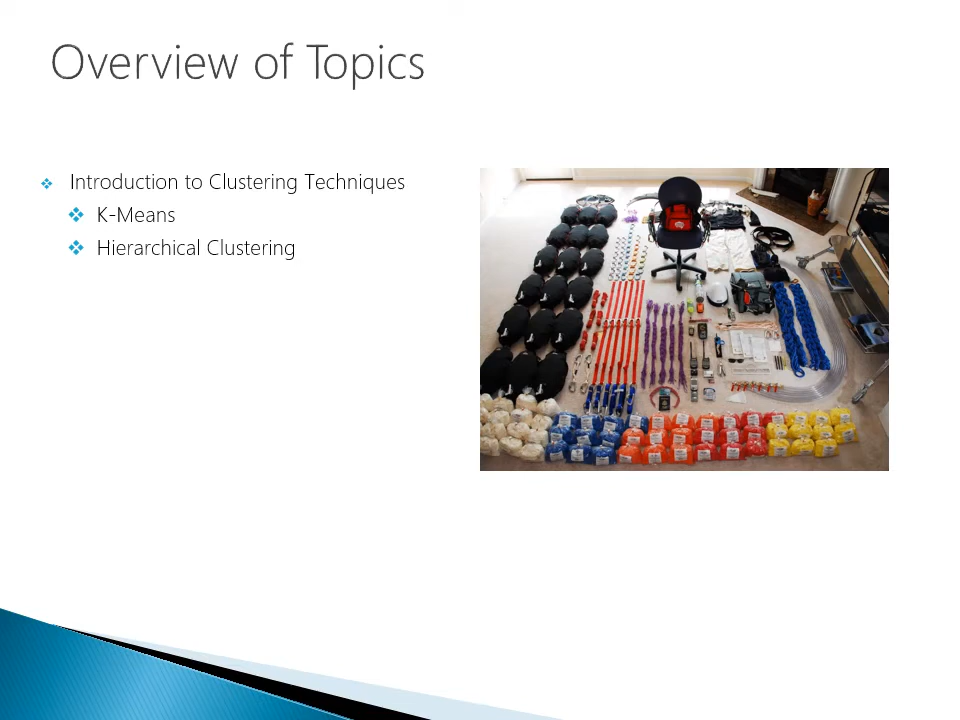 Overview of Topics
Introduction to Clustering Techniques
K-Means
Hierarchical Clustering